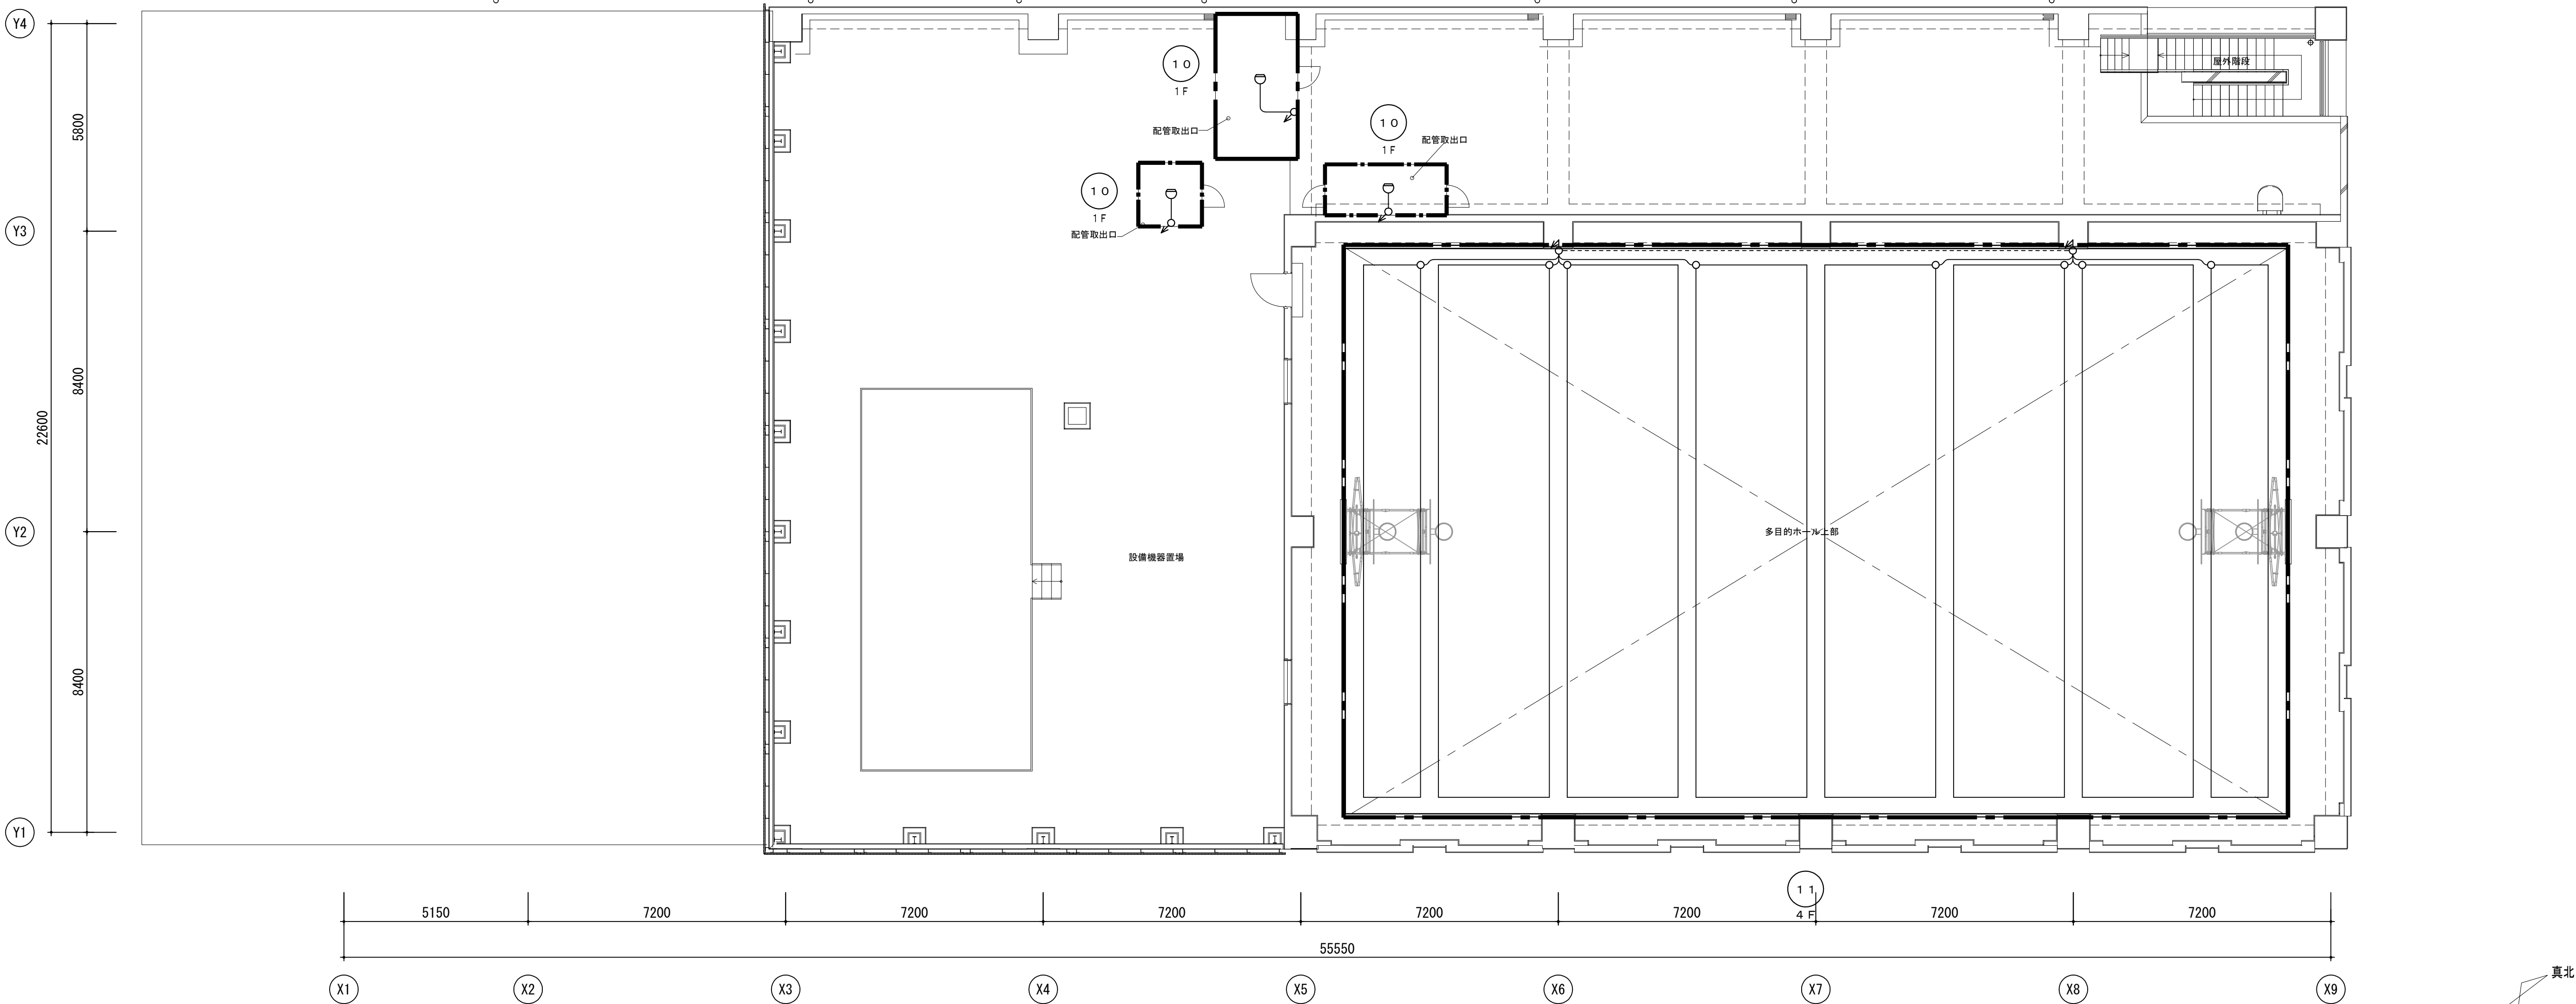 Y4
屋外階段
１０
１Ｆ
5800
配管取出口
１０
１Ｆ
配管取出口
１０
１Ｆ
配管取出口
Y3
8400
22600
Y2
多目的ホール上部
設備機器置場
8400
Y1
１１
４Ｆ
5150
7200
7200
7200
7200
7200
7200
7200
55550
X1
X2
X3
X4
X5
X6
X7
X8
X9
真北